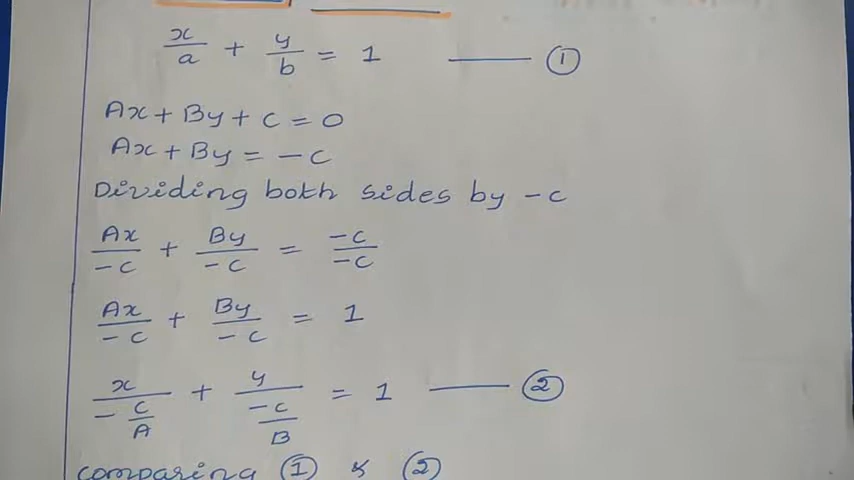 x/a + y/b = 1 —— ①
Ax + By + C = 0
Ax + By = -C
Dividing both sides by -C
Ax/-C + By/-C = -C/-C
Ax/-C + By/-C = 1
x/(-C/A) + y/(-C/B) = 1 —— ②
comparing ① & ②